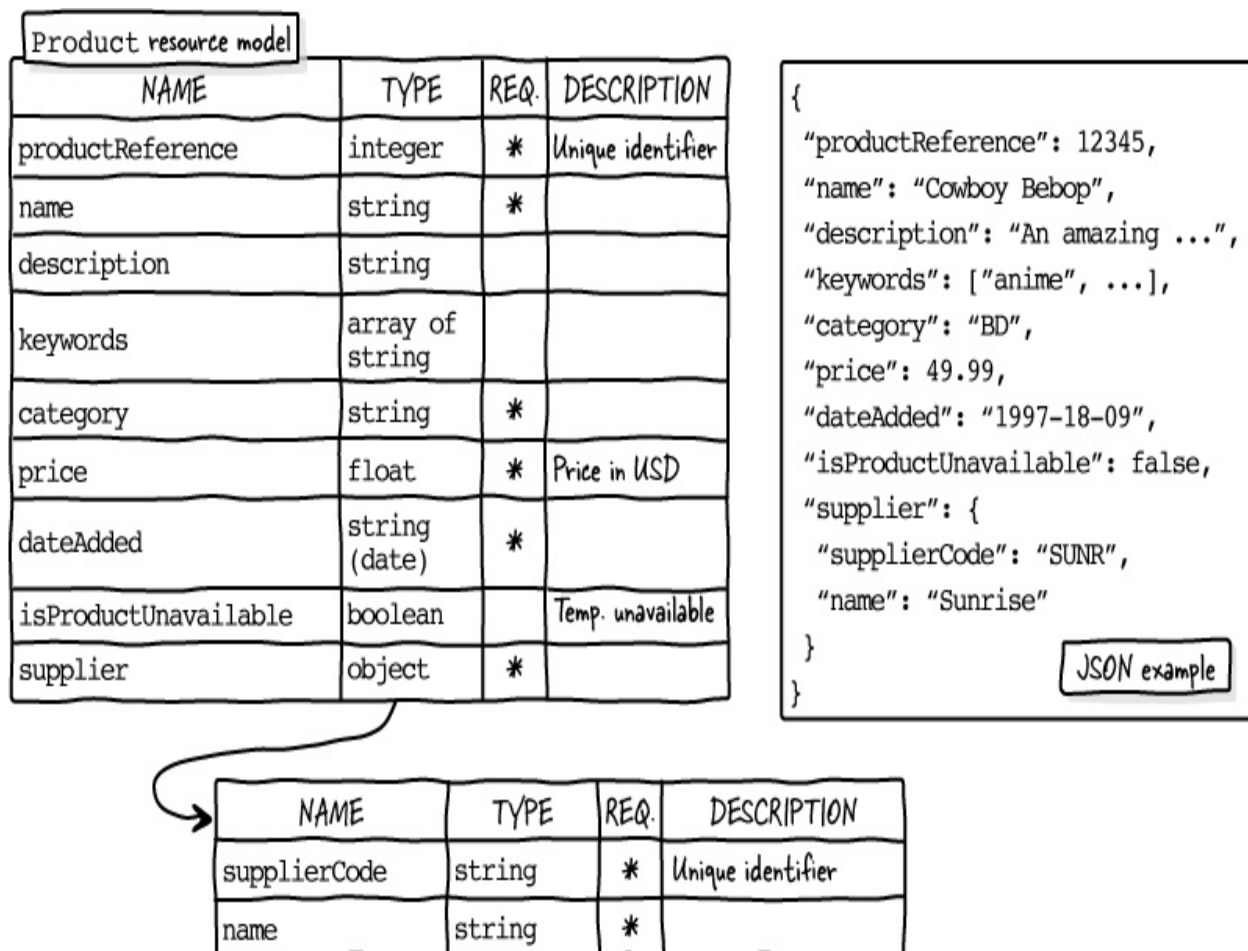 Product resource model
NAME TYPE REQ. DESCRIPTION
productReference integer * Unique identifier
name string *
description string
keywords array of
string
category string *
price float * Price in USD
dateAdded string
(date) *
isProductUnavailable boolean Temp. unavailable
supplier object *
{
“productReference”: 12345,
“name”: “Cowboy Bebop”,
“description”: “An amazing ...”,
“keywords”: ["anime”, ...],
“category”: “BD”,
“price”: 49.99,
“dateAdded”: “1997-18-09”,
“isProductUnavailable”: false,
“supplier”: {
“supplierCode”: “SUNR”,
“name”: “Sunrise”
}
}
JSON example
NAME TYPE REQ. DESCRIPTION
supplierCode string * Unique identifier
name string *